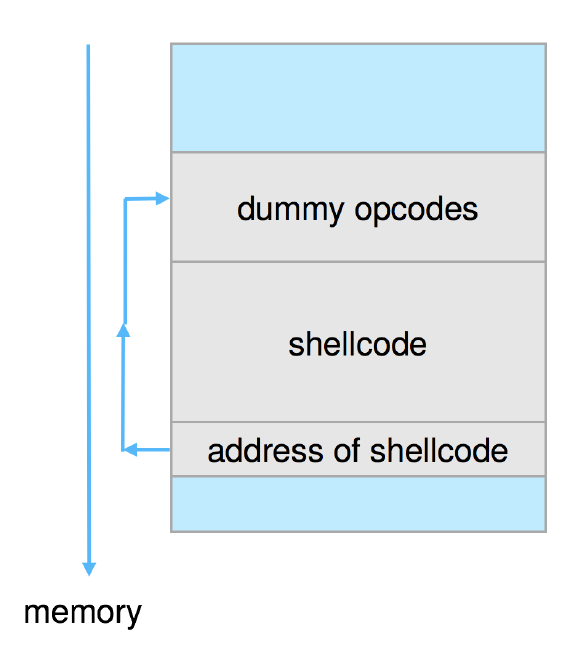 dummy opcodes
shellcode
address of shellcode
memory